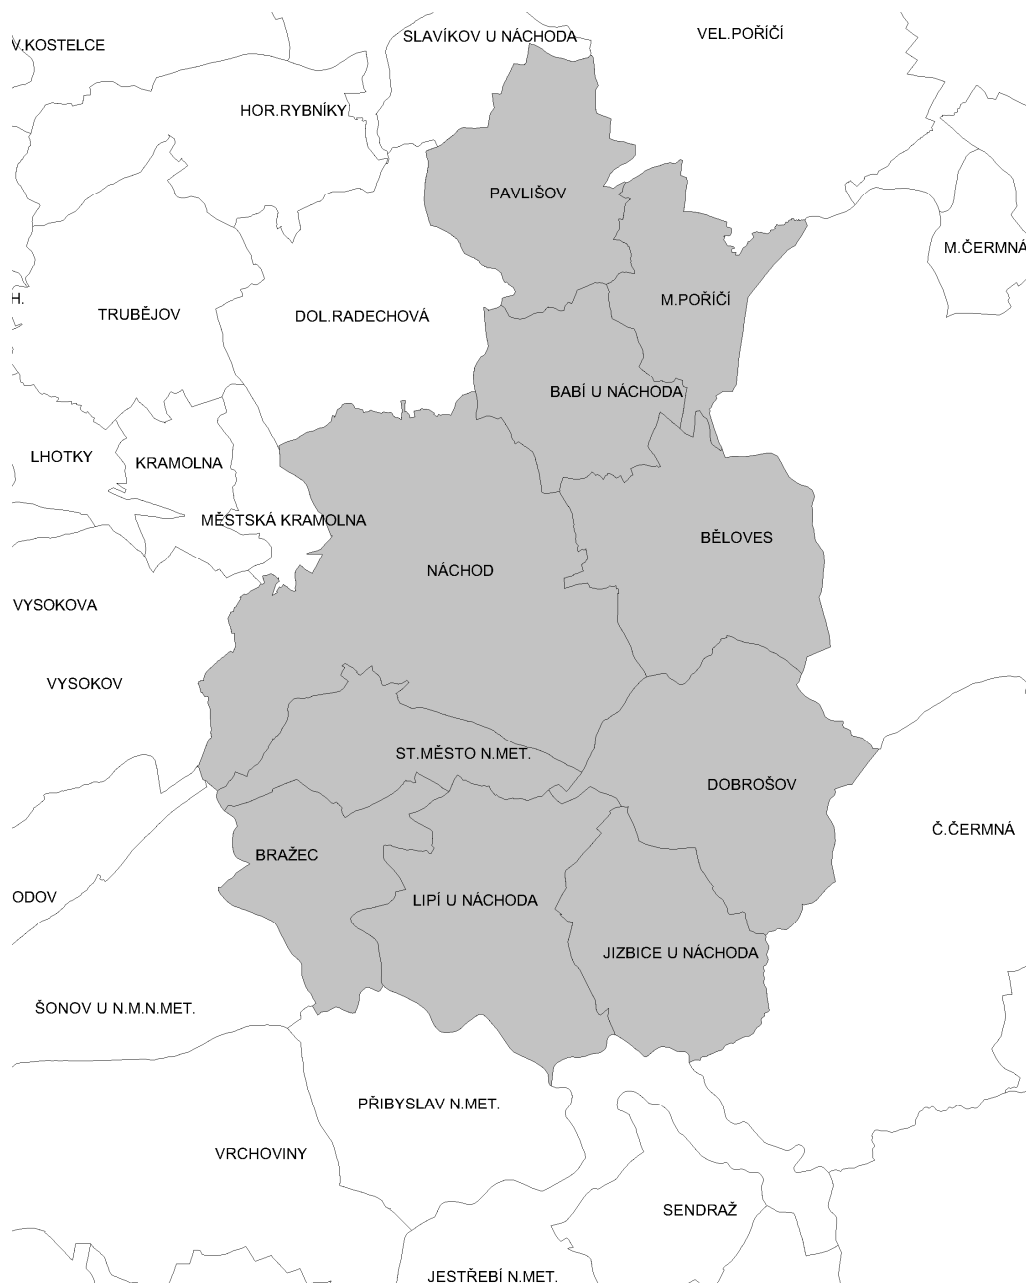 VEL.POŘÍČÍ
SLAVÍKOV U NÁCHODA
V.KOSTELCE
HOR.RYBNÍKY
PAVLIŠOV
M.ČERMNÁ
H.
M.POŘÍČÍ
TRUBĚJOV
DOL.RADECHOVÁ
BABÍ U NÁCHODA
LHOTKY
KRAMOLNA
MĚSTSKÁ KRAMOLNA
BĚLOVES
NÁCHOD
VYSOKOVA
VYSOKOV
ST.MĚSTO N.MET.
DOBROŠOV
Č.ČERMNÁ
BRAŽEC
ODOV
LIPÍ U NÁCHODA
JIZBICE U NÁCHODA
ŠONOV U N.M.N.MET.
PŘIBYSLAV N.MET.
VRCHOVINY
SENDRAŽ
JESTŘEBÍ N.MET.